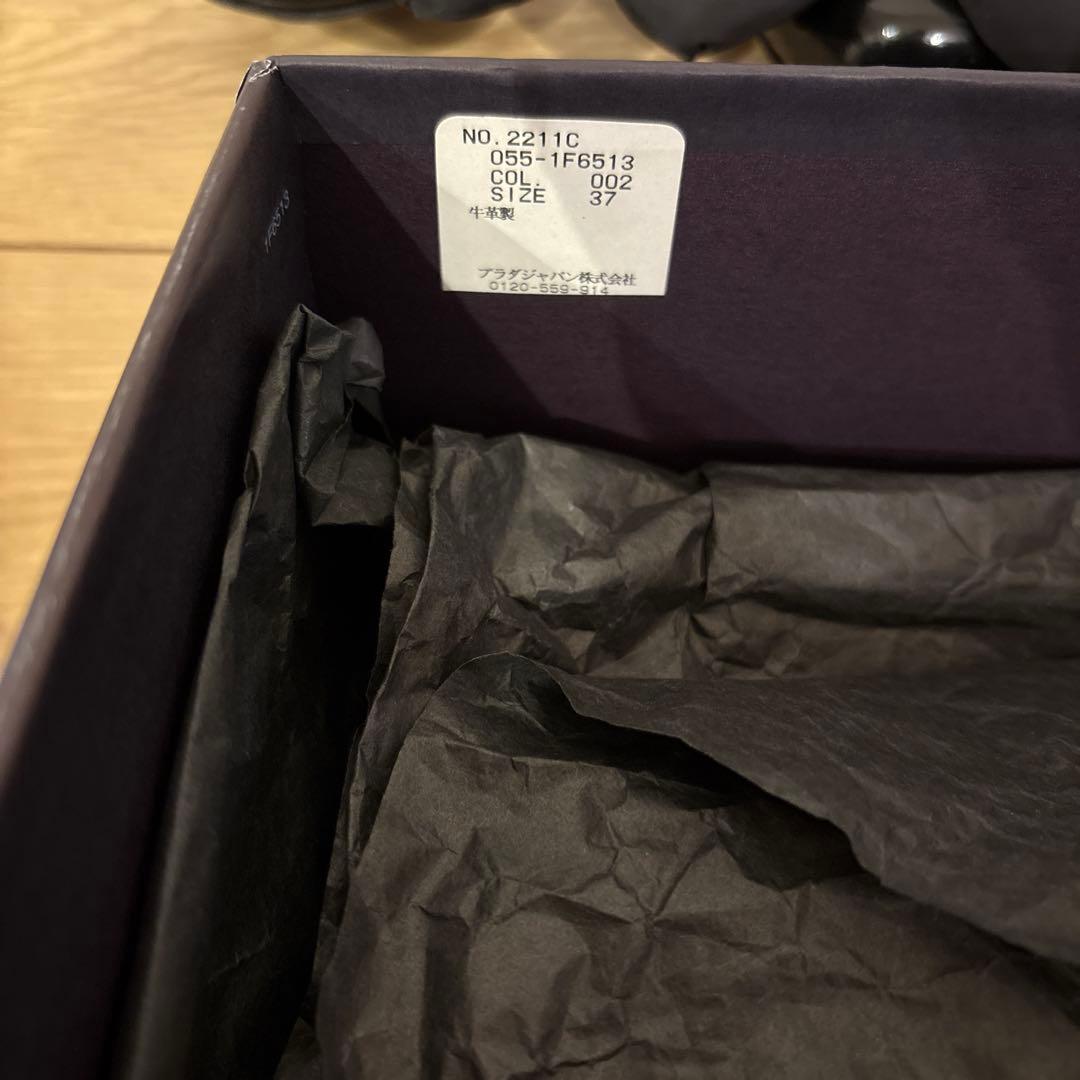 NO.2211C
055-1F6513
COL. 002
SIZE 37
牛革製
プラダジャパン株式会社
0120-559-914
1F6513